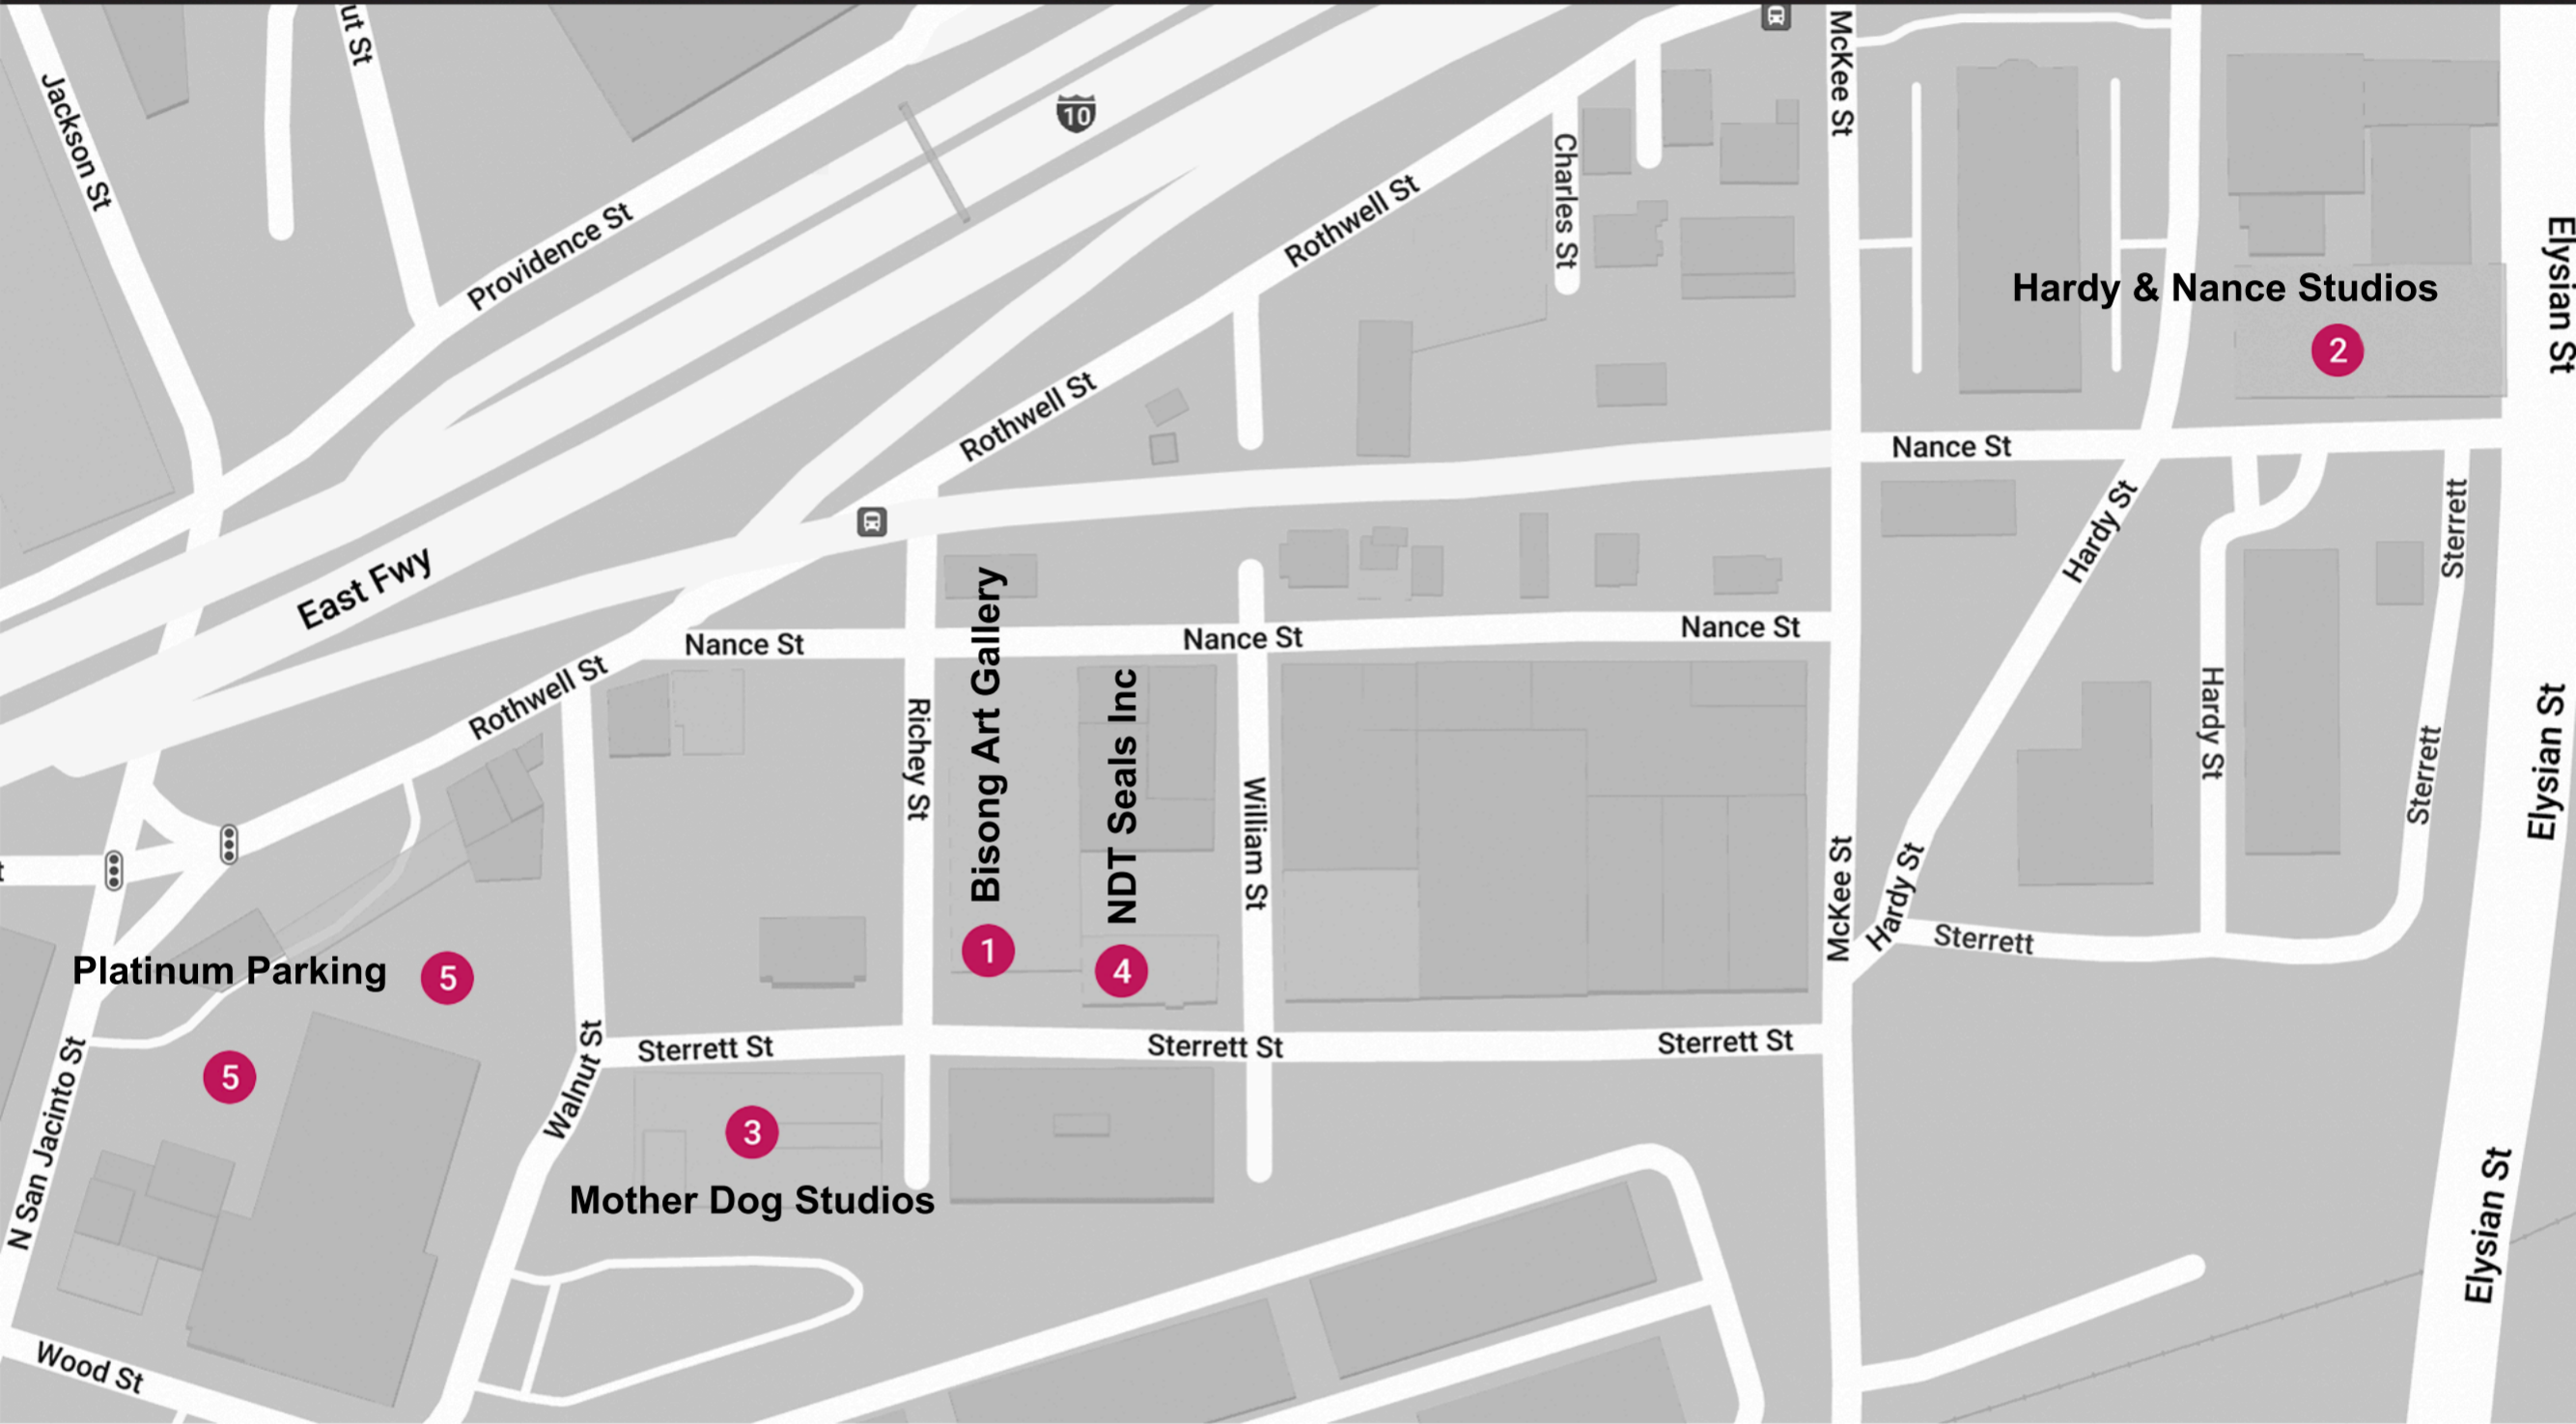 McKee St
ut St
Jackson St
10
Charles St
Providence St
Rothwell St
Elysian St
Hardy & Nance Studios
2
Rothwell St
Nance St
Hardy St
Sterrett
East Fwy
Bisong Art Gallery
Nance St
Nance St
Nance St
Rothwell St
NDT Seals Inc
Richey St
William St
Hardy St
Sterrett
Elysian St
McKee St
Hardy St
Sterrett
t
1
4
Platinum Parking
5
5
Sterrett St
Sterrett St
Sterrett St
Walnut St
N San Jacinto St
3
Mother Dog Studios
Elysian St
Wood St